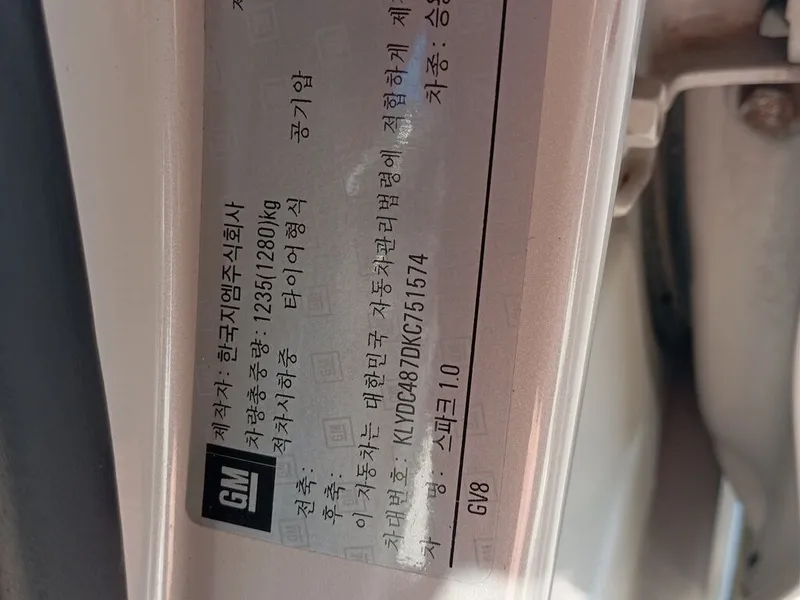 GM
제작자: 한국지엠주식회사
차량총중량: 1235(1280)kg
적차시하중 타이어형식 공기압
전축:
후축:
이 자동차는 대한민국 자동차관리법령에 적합하게
차대번호: KLYDC487DKC751574 차종:
차 명: 스파크 1.0
GV8